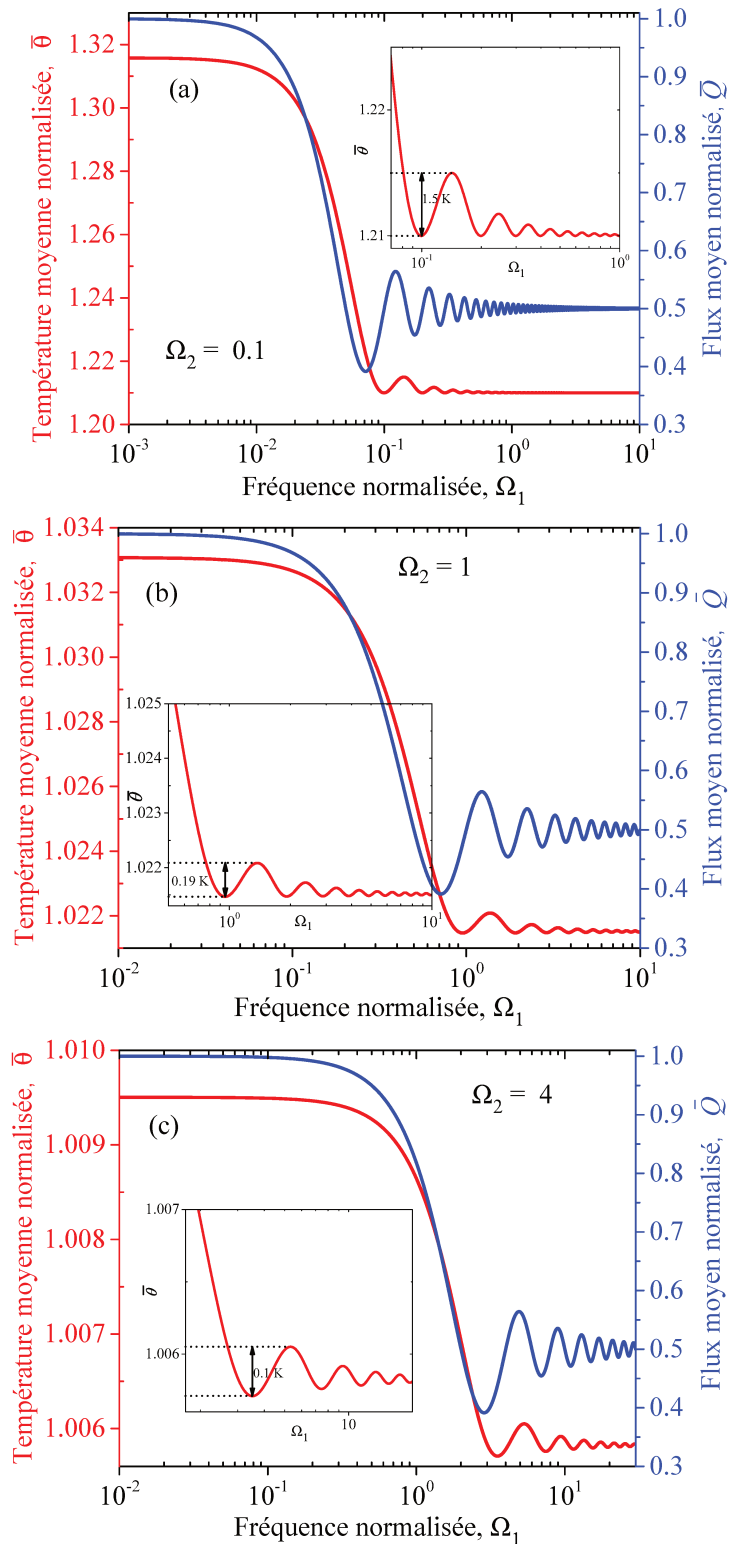 Température moyenne normalisée, θ̅
1.32
1.30
1.28
1.26
1.24
1.22
1.21
1.20
(a)
Ω₂ = 0.1
1.22
1.21
θ̅
1.5 K
10⁻¹
10⁰
Ω₁
1.0
0.9
0.8
0.7
0.6
0.5
0.4
0.3
Flux moyen normalisé, Q̅
10⁻³
10⁻²
10⁻¹
10⁰
10¹
Fréquence normalisée, Ω₁
Température moyenne normalisée, θ̅
1.034
1.032
1.030
1.028
1.026
1.024
1.022
(b)
Ω₂ = 1
1.025
1.024
1.023
1.022
θ̅
0.19 K
10⁰
10¹
Ω₁
1.0
0.9
0.8
0.7
0.6
0.5
0.4
0.3
Flux moyen normalisé, Q̅
10⁻²
10⁻¹
10⁰
10¹
Fréquence normalisée, Ω₁
Température moyenne normalisée, θ̅
1.010
1.009
1.008
1.007
1.006
(c)
Ω₂ = 4
1.007
1.006
θ̅
0.1 K
10
Ω₁
1.0
0.9
0.8
0.7
0.6
0.5
0.4
0.3
Flux moyen normalisé, Q̅
10⁻²
10⁻¹
10⁰
10¹
Fréquence normalisée, Ω₁